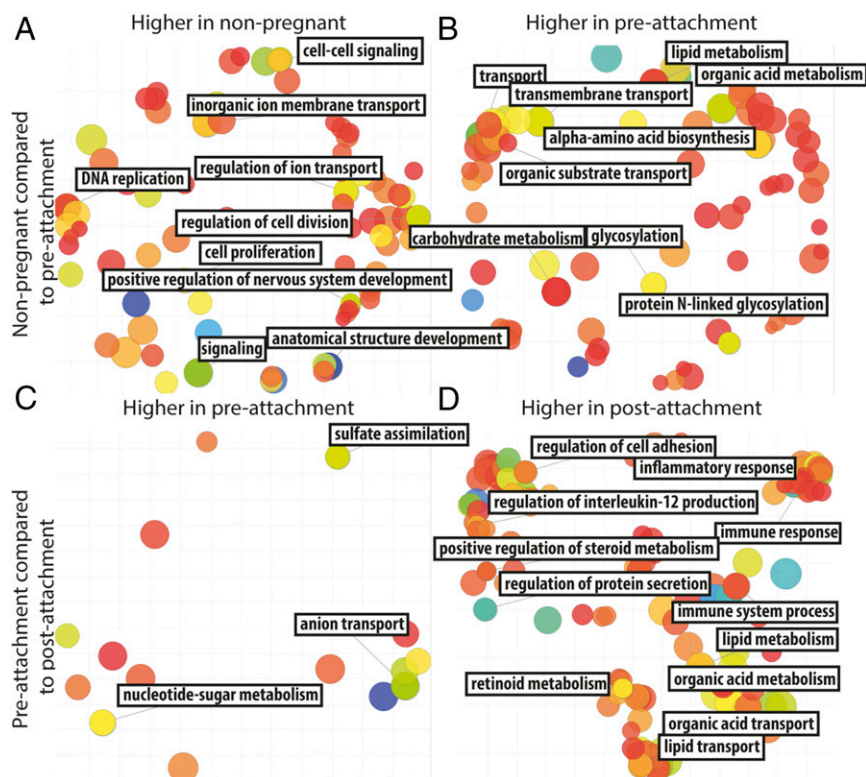 A
Higher in non-pregnant
B
Higher in pre-attachment
Non-pregnant compared
to pre-attachment
cell-cell signaling
inorganic ion membrane transport
DNA replication
regulation of ion transport
regulation of cell division
cell proliferation
positive regulation of nervous system development
signaling
anatomical structure development
lipid metabolism
transport
organic acid metabolism
transmembrane transport
alpha-amino acid biosynthesis
organic substrate transport
carbohydrate metabolism
glycosylation
protein N-linked glycosylation
C
Higher in pre-attachment
D
Higher in post-attachment
Pre-attachment compared
to post-attachment
sulfate assimilation
anion transport
nucleotide-sugar metabolism
regulation of cell adhesion
inflammatory response
regulation of interleukin-12 production
immune response
positive regulation of steroid metabolism
regulation of protein secretion
immune system process
lipid metabolism
retinoid metabolism
organic acid metabolism
organic acid transport
lipid transport